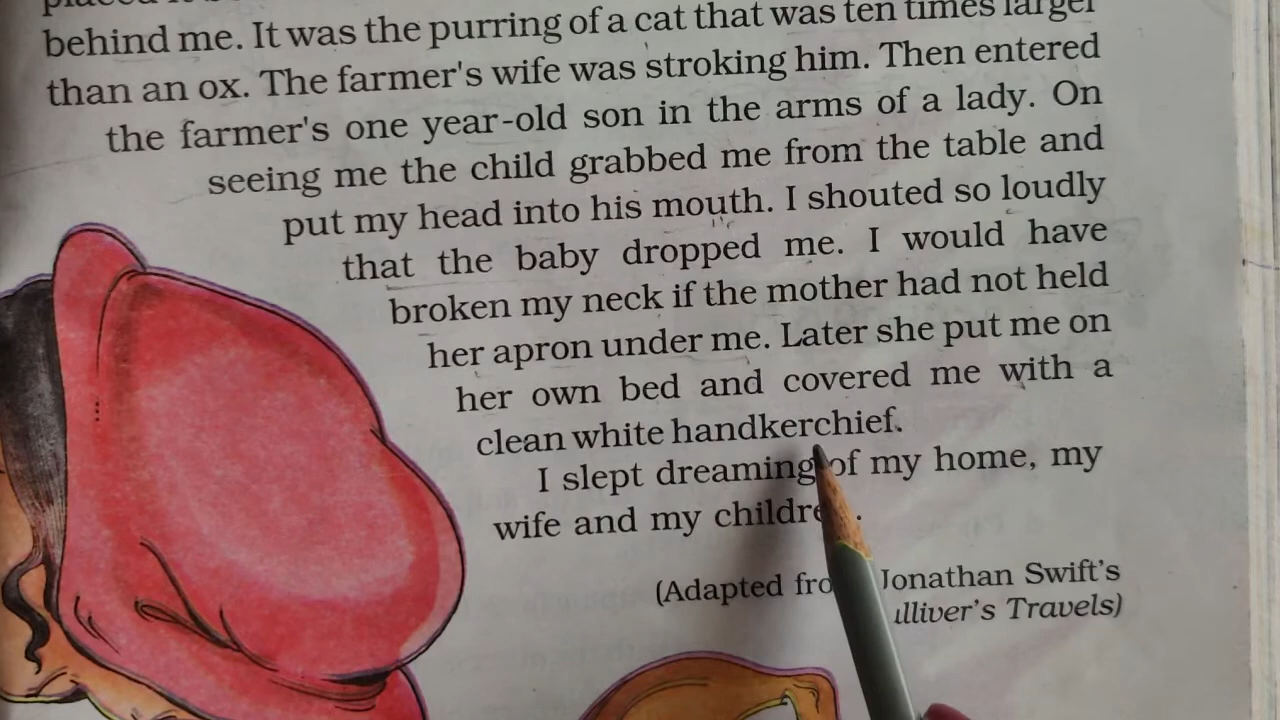 behind me. It was the purring of a cat that was ten times larger
than an ox. The farmer's wife was stroking him. Then entered
the farmer's one year-old son in the arms of a lady. On
seeing me the child grabbed me from the table and
put my head into his mouth. I shouted so loudly
that the baby dropped me. I would have
broken my neck if the mother had not held
her apron under me. Later she put me on
her own bed and covered me with a
clean white handkerchief.
I slept dreaming of my home, my
wife and my
(Adapted Jonathan Swift's
Travels)